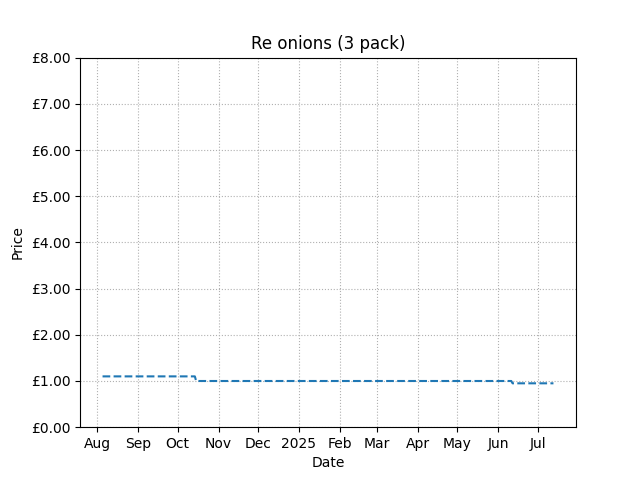 Re onions (3 pack)
£8.00
£7.00
£6.00
£5.00
£4.00
£3.00
£2.00
£1.00
£0.00
Price
Aug Sep Oct Nov Dec 2025 Feb Mar Apr May Jun Jul
Date